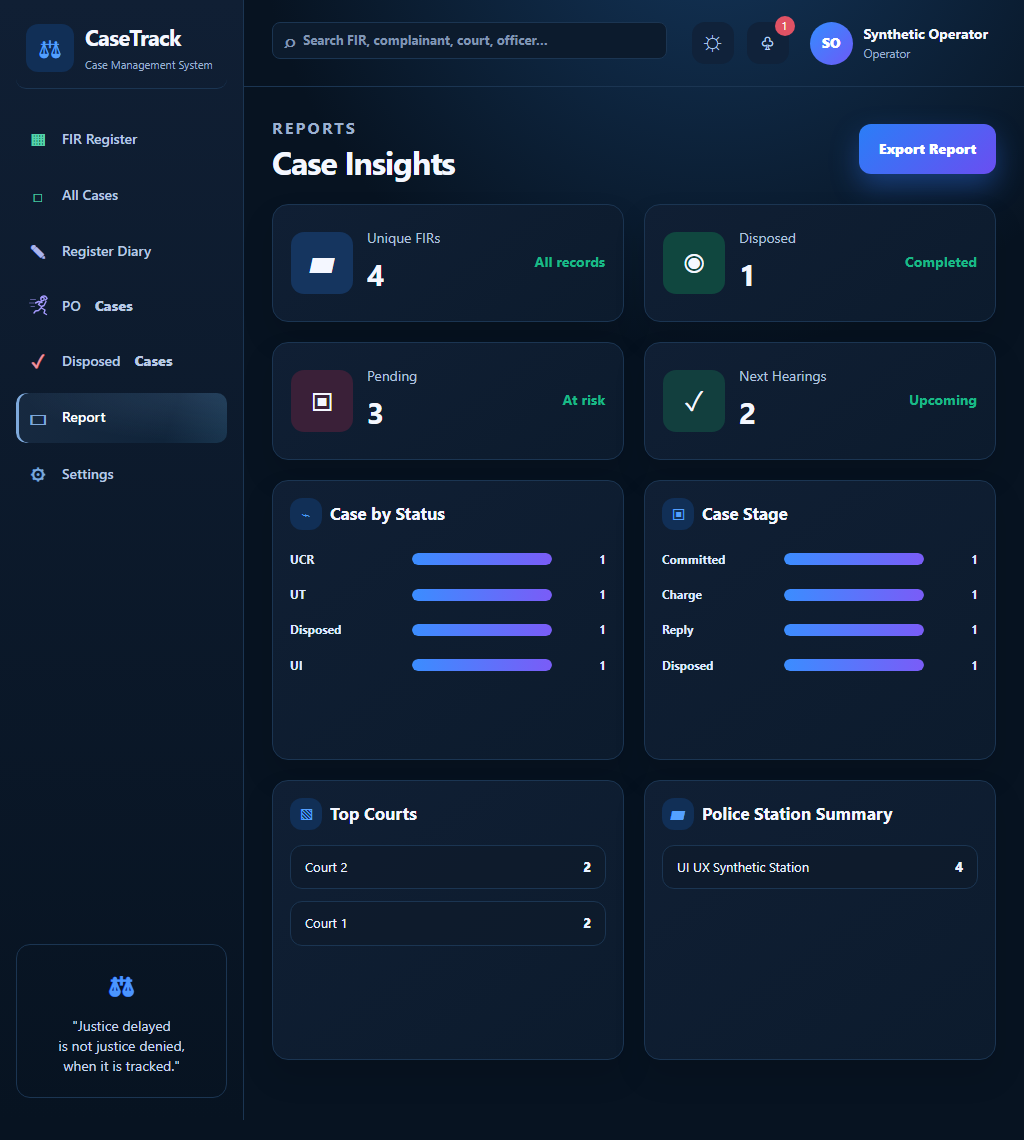 CaseTrack
Case Management System
Search FIR, complainant, court, officer...
1
SO
Synthetic Operator
Operator
FIR Register
All Cases
Register Diary
PO Cases
Disposed Cases
Report
Settings
"Justice delayed
is not justice denied,
when it is tracked."
REPORTS
Case Insights
Export Report
Unique FIRs
4
All records
Disposed
1
Completed
Pending
3
At risk
Next Hearings
2
Upcoming
Case by Status
UCR 1
UT 1
Disposed 1
UI 1
Case Stage
Committed 1
Charge 1
Reply 1
Disposed 1
Top Courts
Court 2 2
Court 1 2
Police Station Summary
UI UX Synthetic Station 4